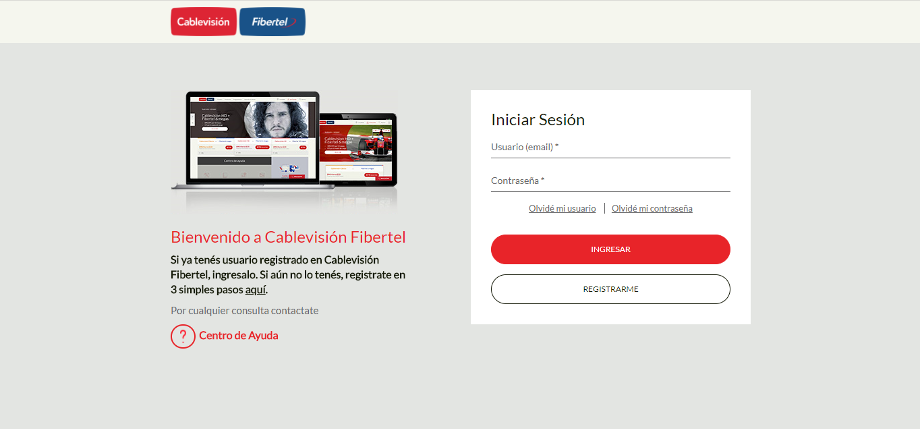 Cablevisión Fibertel
Iniciar Sesión
Usuario (email) *
Contraseña *
Olvidé mi usuario | Olvidé mi contraseña
INGRESAR
REGISTRARME
Bienvenido a Cablevisión Fibertel
Si ya tenés usuario registrado en Cablevisión
Fibertel, ingresalo. Si aún no lo tenés, registrate en
3 simples pasos aquí.
Por cualquier consulta contactate
? Centro de Ayuda